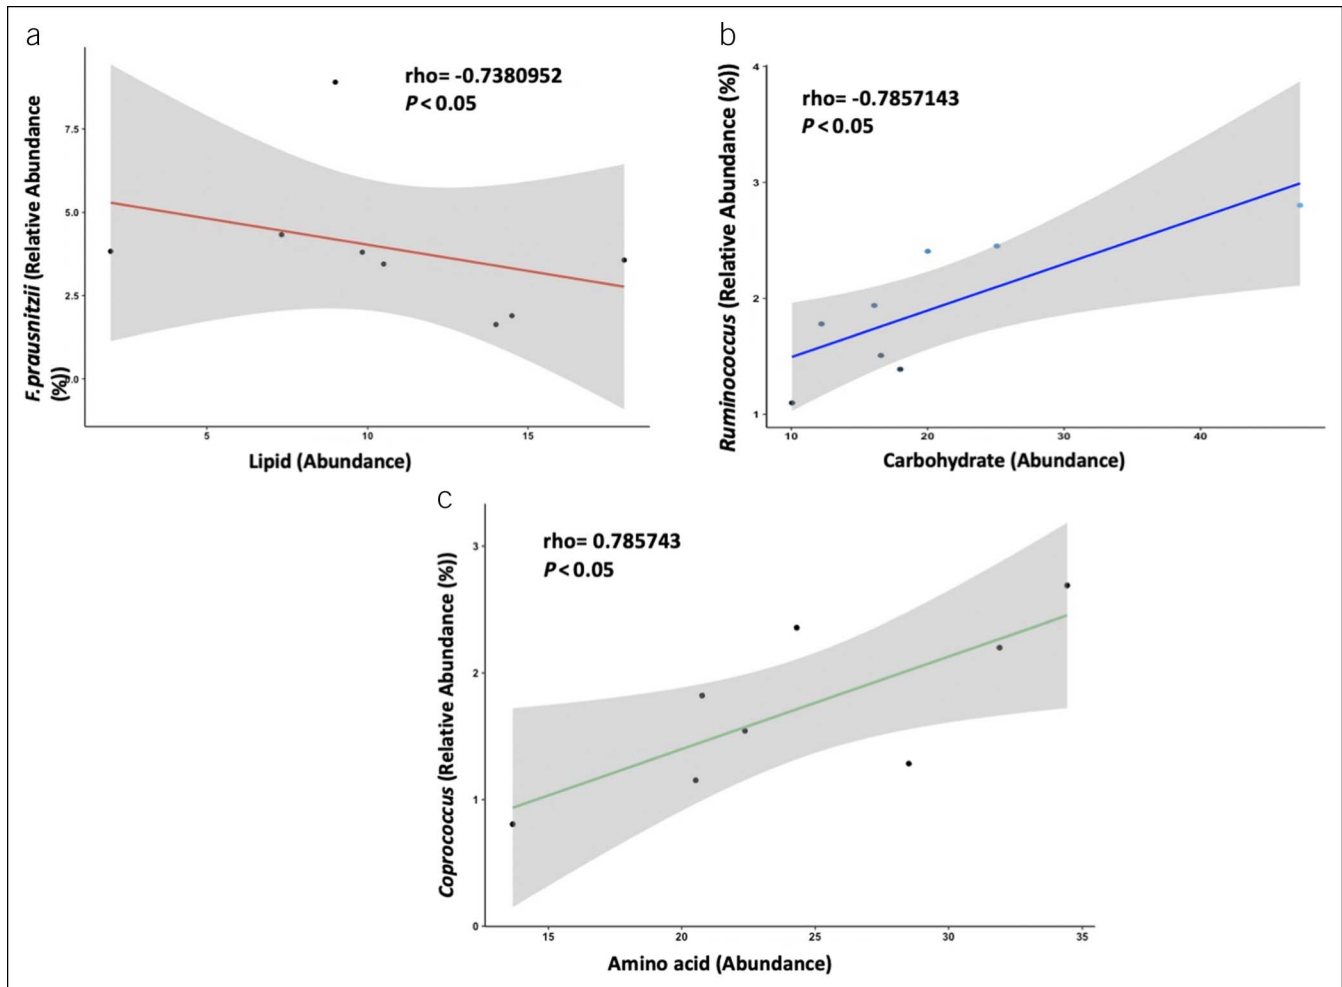 a
rho= -0.7380952
P < 0.05
F.prausnitzii (Relative Abundance
(%))
7.5
5.0
2.5
0.0
5
10
15
Lipid (Abundance)
b
rho= -0.7857143
P < 0.05
Ruminococcus (Relative Abundance (%))
4
3
2
1
10
20
30
40
Carbohydrate (Abundance)
c
rho= 0.785743
P < 0.05
Coprococcus (Relative Abundance (%))
3
2
1
0
15
20
25
30
35
Amino acid (Abundance)